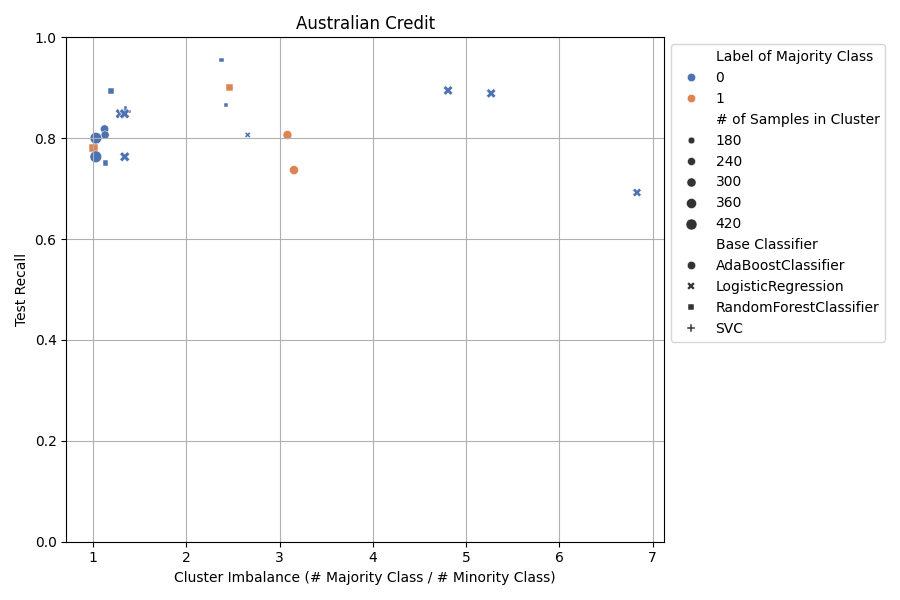 Australian Credit
1.0
0.8
0.6
0.4
0.2
0.0
Test Recall
1 2 3 4 5 6 7
Cluster Imbalance (# Majority Class / # Minority Class)
Label of Majority Class
0
1
# of Samples in Cluster
180
240
300
360
420
Base Classifier
AdaBoostClassifier
LogisticRegression
RandomForestClassifier
SVC